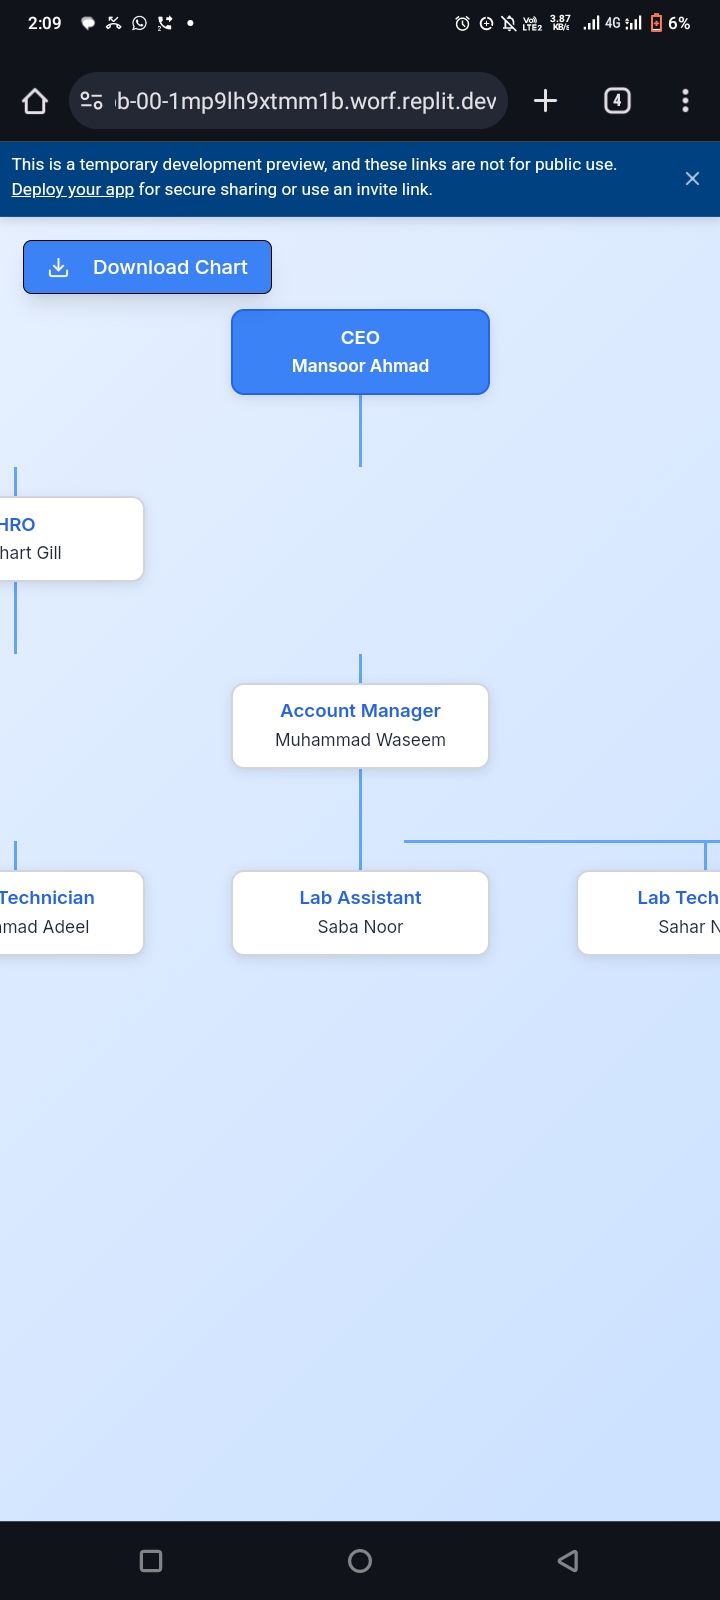 2:09
VoI) LTE2
3.87 KB/s
4G
6%
b-00-1mp9lh9xtmm1b.worf.replit.dev
4
This is a temporary development preview, and these links are not for public use.
Deploy your app for secure sharing or use an invite link.
Download Chart
CEO
Mansoor Ahmad
HRO
hart Gill
Account Manager
Muhammad Waseem
Technician
mad Adeel
Lab Assistant
Saba Noor
Lab Tech
Sahar N